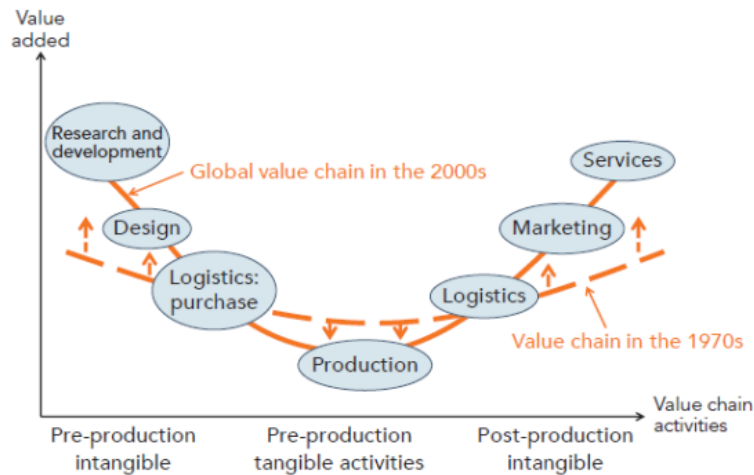 Value
added
Research and
development
Global value chain in the 2000s
Services
Design
Marketing
Logistics:
purchase
Logistics
Value chain in the 1970s
Production
Value chain
activities
Pre-production
intangible
Pre-production
tangible activities
Post-production
intangible